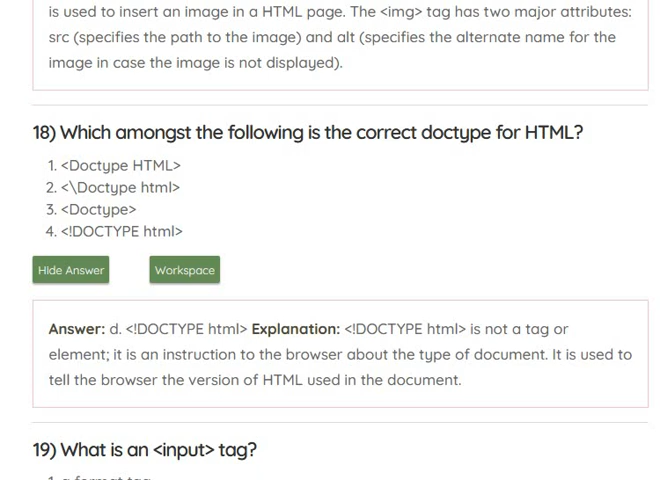 is used to insert an image in a HTML page. The <img> tag has two major attributes:
src (specifies the path to the image) and alt (specifies the alternate name for the
image in case the image is not displayed).
18) Which amongst the following is the correct doctype for HTML?
1. <Doctype HTML>
2. <\Doctype html>
3. <Doctype>
4. <!DOCTYPE html>
HIde Answer Workspace
Answer: d. <!DOCTYPE html> Explanation: <!DOCTYPE html> is not a tag or
element; it is an instruction to the browser about the type of document. It is used to
tell the browser the version of HTML used in the document.
19) What is an <input> tag?
1. a format tag